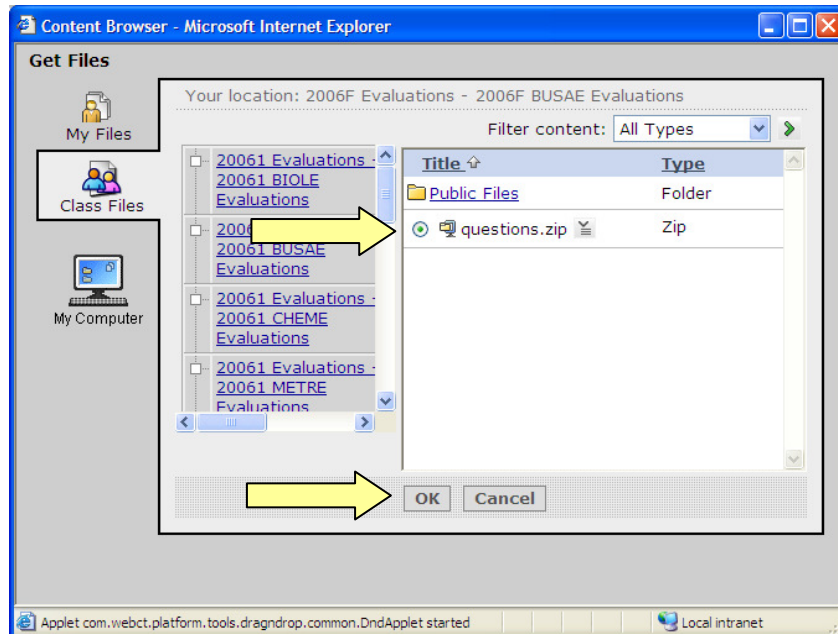 Content Browser - Microsoft Internet Explorer
Get Files
My Files
Class Files
My Computer
Your location: 2006F Evaluations - 2006F BUSAE Evaluations
Filter content: All Types
20061 Evaluations -
20061 BIOLE
Evaluations
2006
20061 BUSAE
Evaluations
20061 Evaluations -
20061 CHEME
Evaluations
20061 Evaluations -
20061 METRE
Evaluations
Title Type
Public Files Folder
questions.zip Zip
OK Cancel
Applet com.webct.platform.tools.dragndrop.common.DndApplet started Local intranet